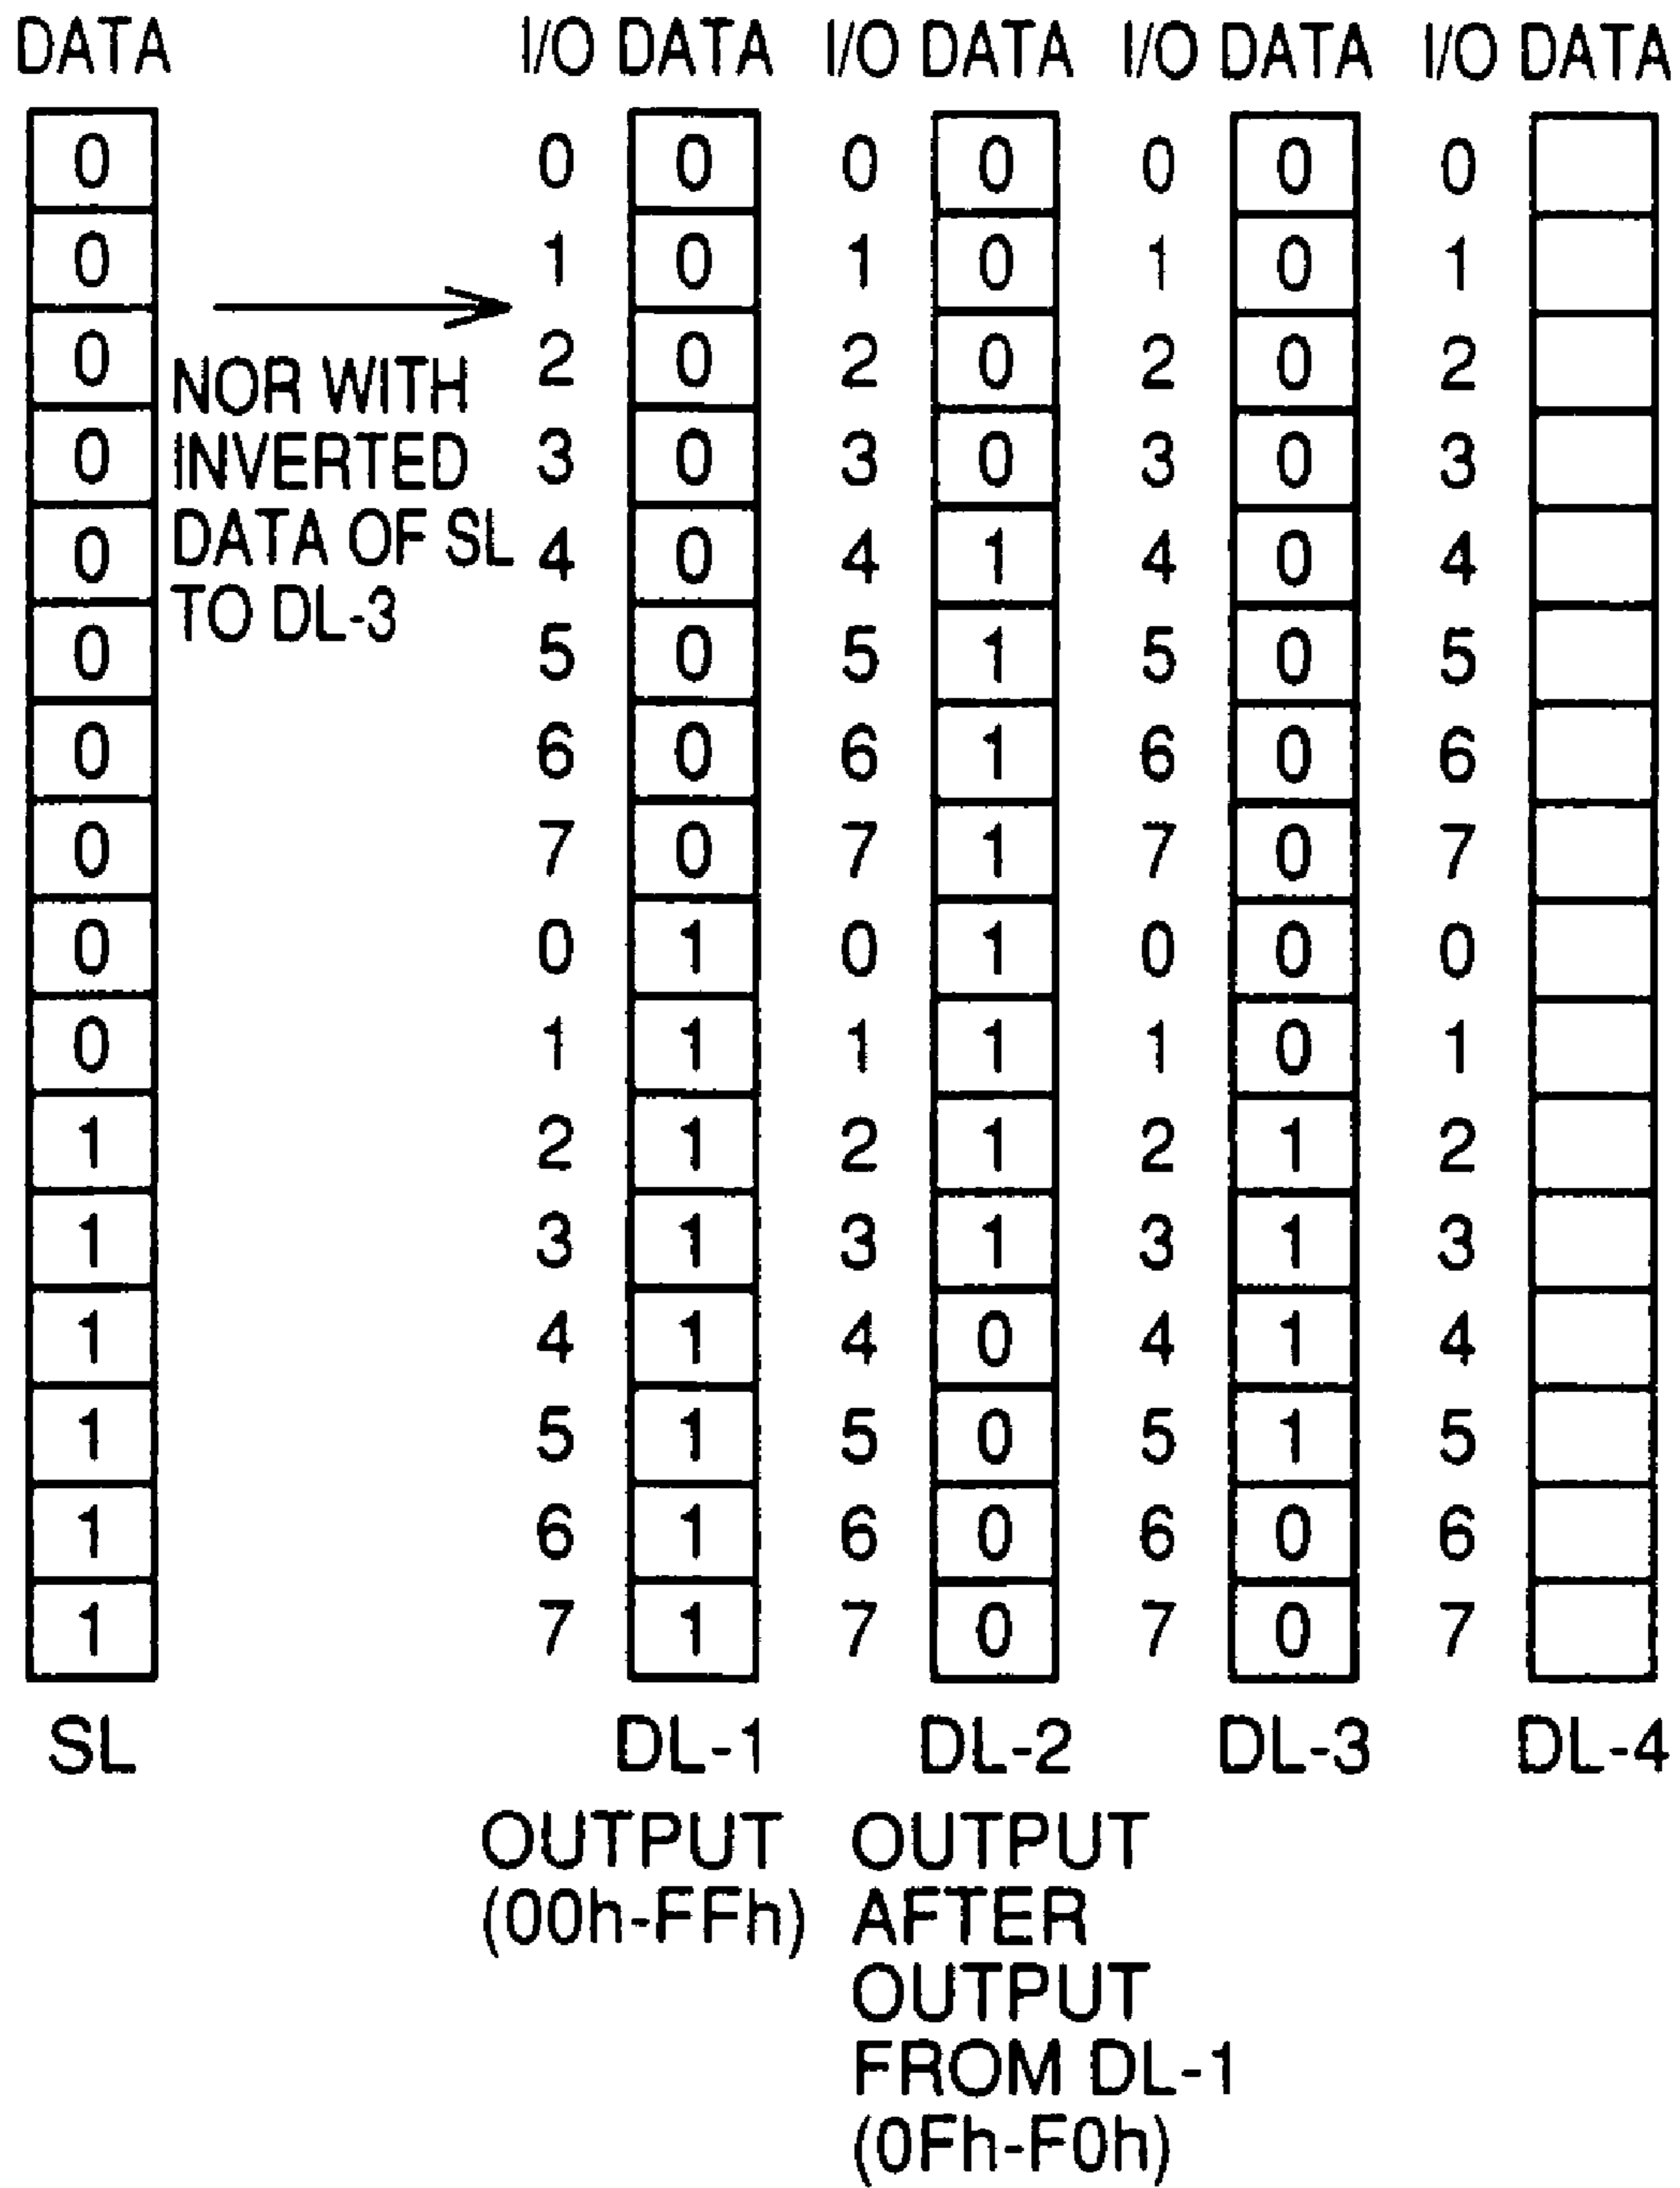 DATA I/O DATA I/O DATA I/O DATA I/O DATA
0 0 0 0 0 0 0 0
0 1 0 1 0 1 0 1
0 2 0 2 0 2 0 2
0 3 0 3 0 3 0 3
0 4 0 4 1 4 0 4
0 5 0 5 1 5 0 5
0 6 0 6 1 6 0 6
0 7 0 7 1 7 0 7
0 0 1 0 1 0 0 0
0 1 1 1 1 1 0 1
1 2 1 2 1 2 1 2
1 3 1 3 1 3 1 3
1 4 1 4 0 4 1 4
1 5 1 5 0 5 1 5
1 6 1 6 0 6 0 6
1 7 1 7 0 7 0 7
NOR WITH
INVERTED
DATA OF SL
TO DL-3
SL DL-1 DL-2 DL-3 DL-4
OUTPUT
(00h-FFh)
OUTPUT
AFTER
OUTPUT
FROM DL-1
(0Fh-F0h)